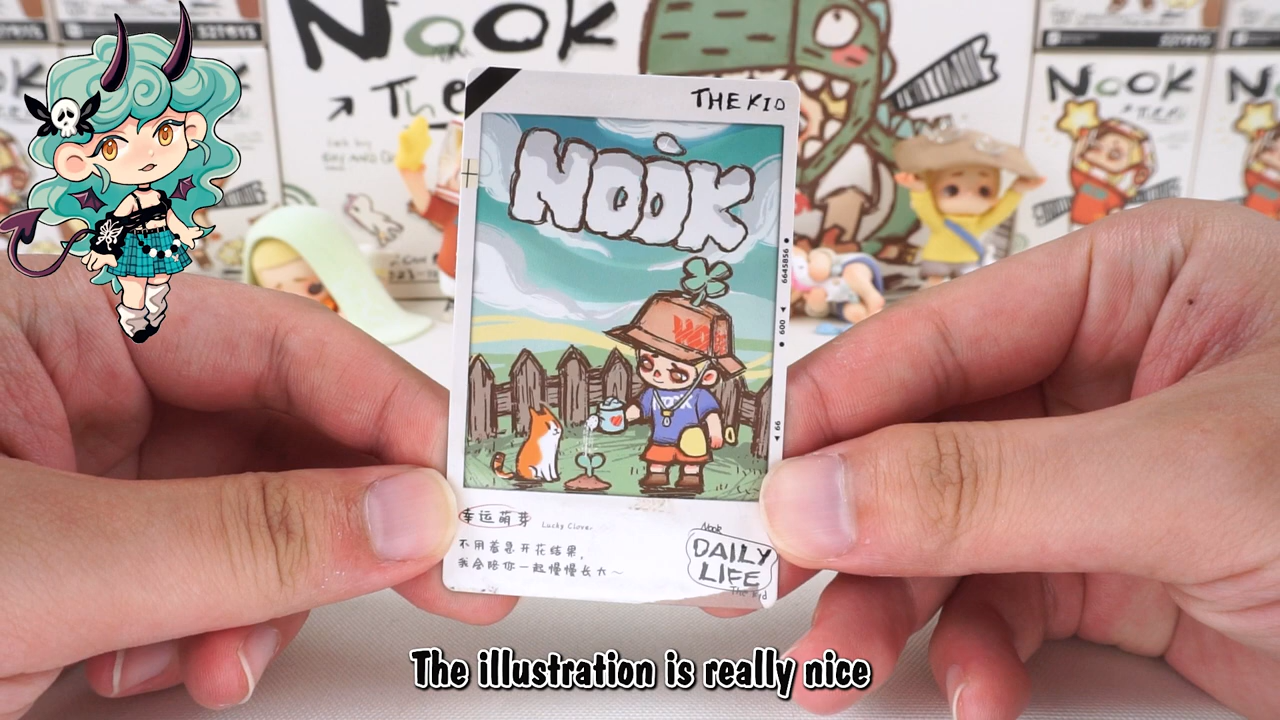 NOOK
The
THE KID
NOOK
幸运萌芽 Lucky Clover
不用着急开花结果,
我会陪你一起慢慢长大~
Nook
DAILY
LIFE
The Kid
6645856
600
66
NOOK
The illustration is really nice